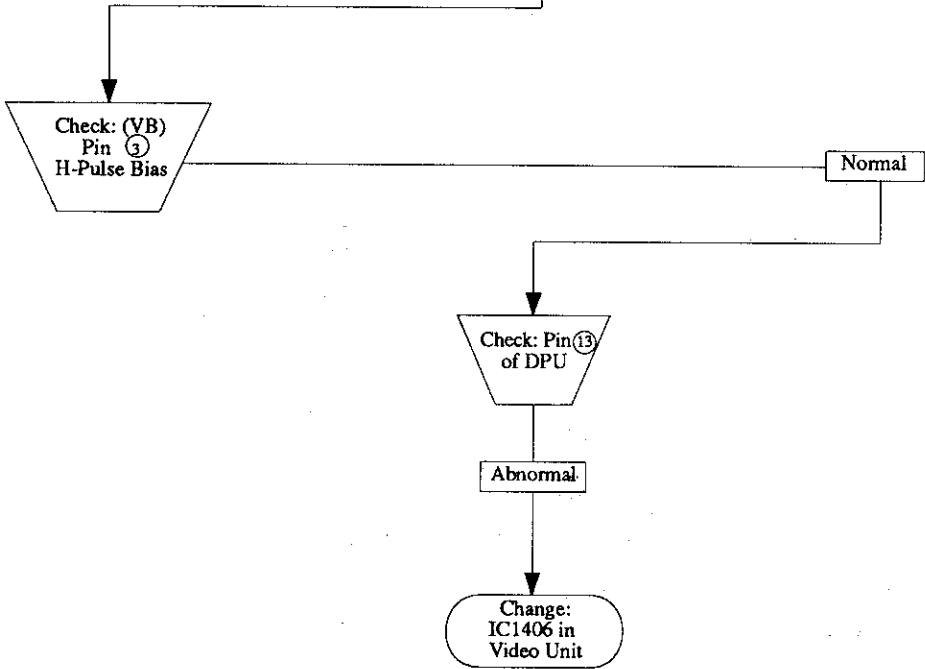 Check: (VB)
Pin ③
H-Pulse Bias
Normal
Check: Pin ⑬
of DPU
Abnormal
Change:
IC1406 in
Video Unit